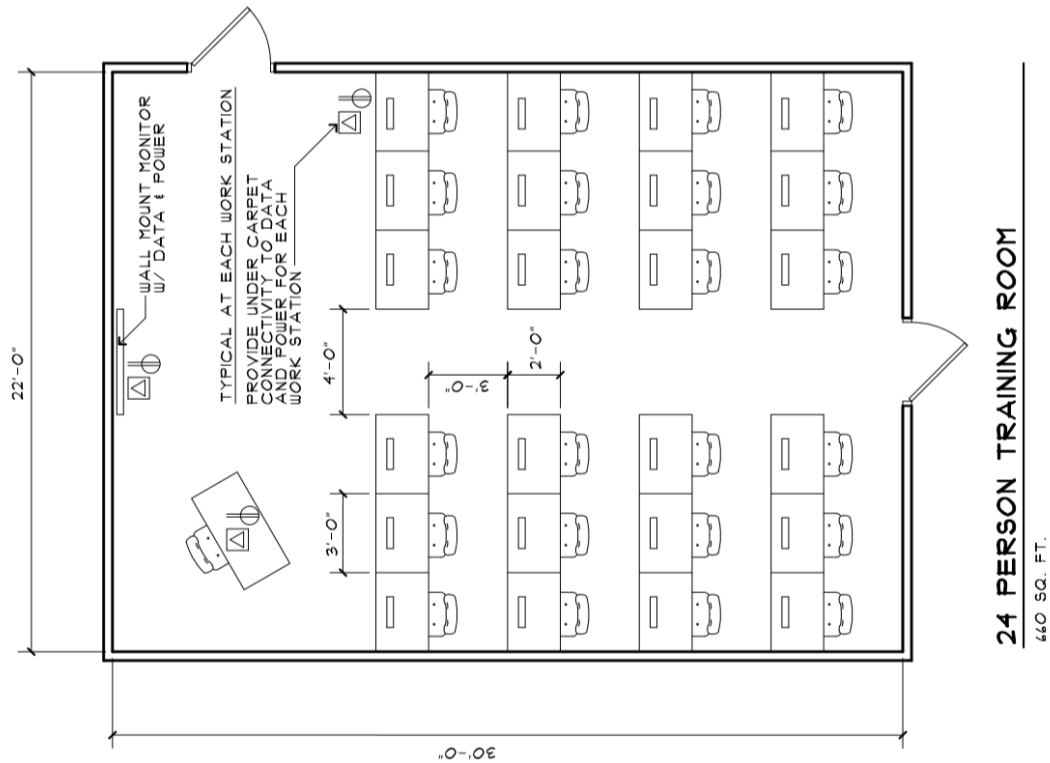 22'-0"
WALL MOUNT MONITOR
W/ DATA & POWER
TYPICAL AT EACH WORK STATION
PROVIDE UNDER CARPET
CONNECTIVITY TO DATA
AND POWER FOR EACH
WORK STATION
4'-0"
3'-0"
3'-0"
2'-0"
30'-0"
24 PERSON TRAINING ROOM
660 SQ. FT.